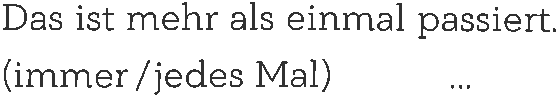 Das ist mehr als einmal passiert.
(immer/jedes Mal) ...